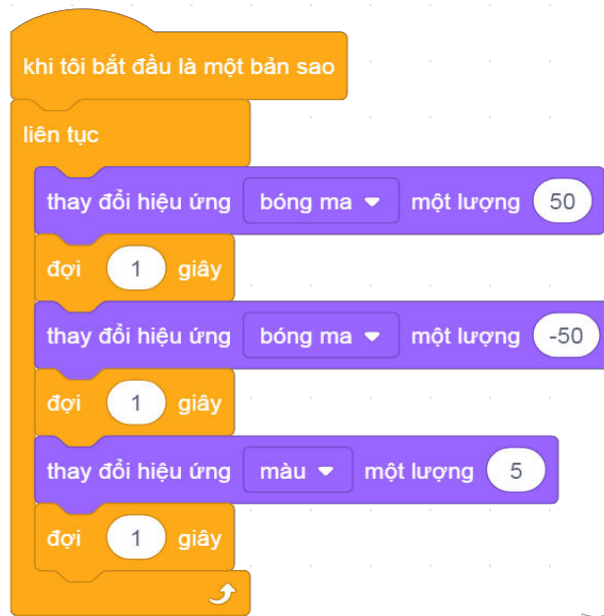 khi tôi bắt đầu là một bản sao
liên tục
thay đổi hiệu ứng bóng ma một lượng 50
đợi 1 giây
thay đổi hiệu ứng bóng ma một lượng -50
đợi 1 giây
thay đổi hiệu ứng màu một lượng 5
đợi 1 giây